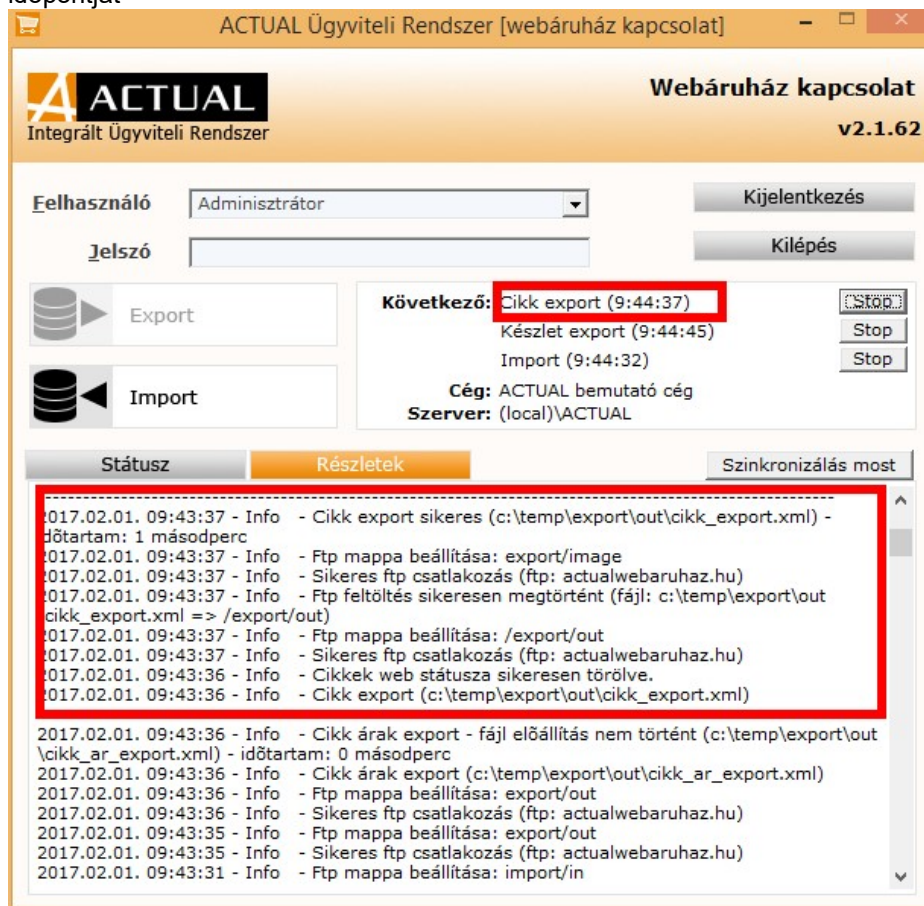 időpontját
ACTUAL Ügyviteli Rendszer [webáruház kapcsolat]
ACTUAL
Integrált Ügyviteli Rendszer
Webáruház kapcsolat
v2.1.62
Felhasználó
Adminisztrátor
Kijelentkezés
Jelszó
Kilépés
Export
Következő: Cikk export (9:44:37)
Stop
Készlet export (9:44:45)
Stop
Import (9:44:32)
Stop
Import
Cég: ACTUAL bemutató cég
Szerver: (local)\ACTUAL
Státusz
Részletek
Szinkronizálás most
2017.02.01. 09:43:37 - Info - Cikk export sikeres (c:\temp\export\out\cikk_export.xml) -
dõtartam: 1 másodperc
2017.02.01. 09:43:37 - Info - Ftp mappa beállítása: export/image
2017.02.01. 09:43:37 - Info - Sikeres ftp csatlakozás (ftp: actualwebaruhaz.hu)
2017.02.01. 09:43:37 - Info - Ftp feltöltés sikeresen megtörtént (fájl: c:\temp\export\out
cikk_export.xml => /export/out)
2017.02.01. 09:43:37 - Info - Ftp mappa beállítása: /export/out
2017.02.01. 09:43:37 - Info - Sikeres ftp csatlakozás (ftp: actualwebaruhaz.hu)
2017.02.01. 09:43:36 - Info - Cikkek web státusza sikeresen törölve.
2017.02.01. 09:43:36 - Info - Cikk export (c:\temp\export\out\cikk_export.xml)
2017.02.01. 09:43:36 - Info - Cikk árak export - fájl elõállítás nem történt (c:\temp\export\out
\cikk_ar_export.xml) - idõtartam: 0 másodperc
2017.02.01. 09:43:36 - Info - Cikk árak export (c:\temp\export\out\cikk_ar_export.xml)
2017.02.01. 09:43:36 - Info - Ftp mappa beállítása: export/out
2017.02.01. 09:43:36 - Info - Sikeres ftp csatlakozás (ftp: actualwebaruhaz.hu)
2017.02.01. 09:43:35 - Info - Ftp mappa beállítása: export/out
2017.02.01. 09:43:35 - Info - Sikeres ftp csatlakozás (ftp: actualwebaruhaz.hu)
2017.02.01. 09:43:31 - Info - Ftp mappa beállítása: import/in